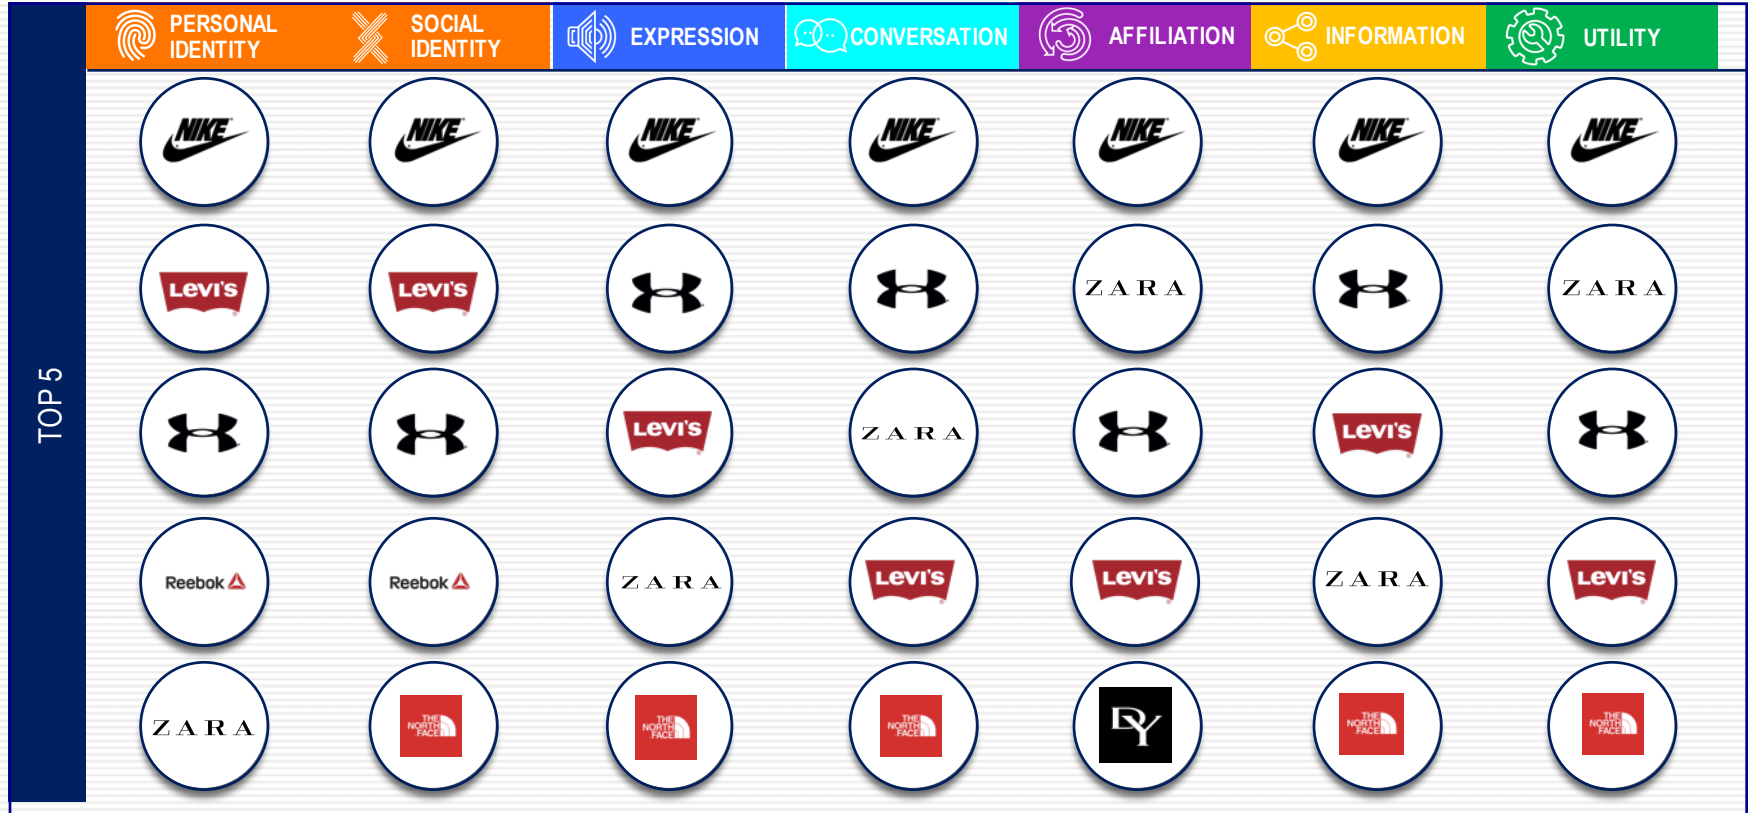 PERSONAL IDENTITY
SOCIAL IDENTITY
EXPRESSION
CONVERSATION
AFFILIATION
INFORMATION
UTILITY
TOP 5
NIKE NIKE NIKE NIKE NIKE NIKE NIKE
LEVI'S LEVI'S ZARA ZARA
LEVI'S ZARA LEVI'S
Reebok Reebok ZARA LEVI'S LEVI'S ZARA LEVI'S
ZARA THE NORTH FACE THE NORTH FACE THE NORTH FACE DY THE NORTH FACE THE NORTH FACE